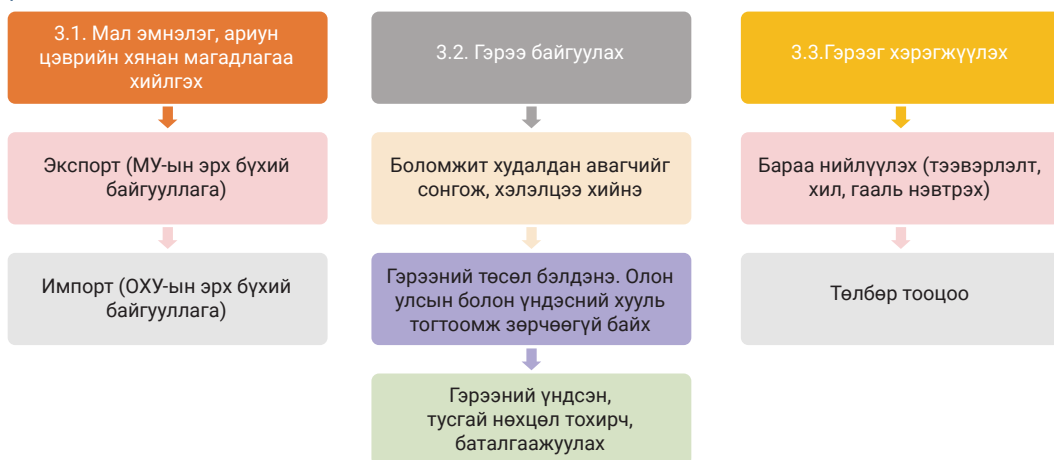 3.1. Мал эмнэлэг, ариун
цэврийн хянан магадлагаа
хийлгэх
Экспорт (МУ-ын эрх бүхий
байгууллага)
Импорт (ОХУ-ын эрх бүхий
байгууллага)
3.2. Гэрээ байгуулах
Боломжит худалдан авагчийг
сонгож, хэлэлцээ хийнэ
Гэрээний төсөл бэлдэнэ. Олон
улсын болон үндэсний хууль
тогтоомж зөрчөөгүй байх
Гэрээний үндсэн,
тусгай нөхцөл тохирч,
баталгаажуулах
3.3.Гэрээг хэрэгжүүлэх
Бараа нийлүүлэх (тээвэрлэлт,
хил, гааль нэвтрэх)
Төлбөр тооцоо